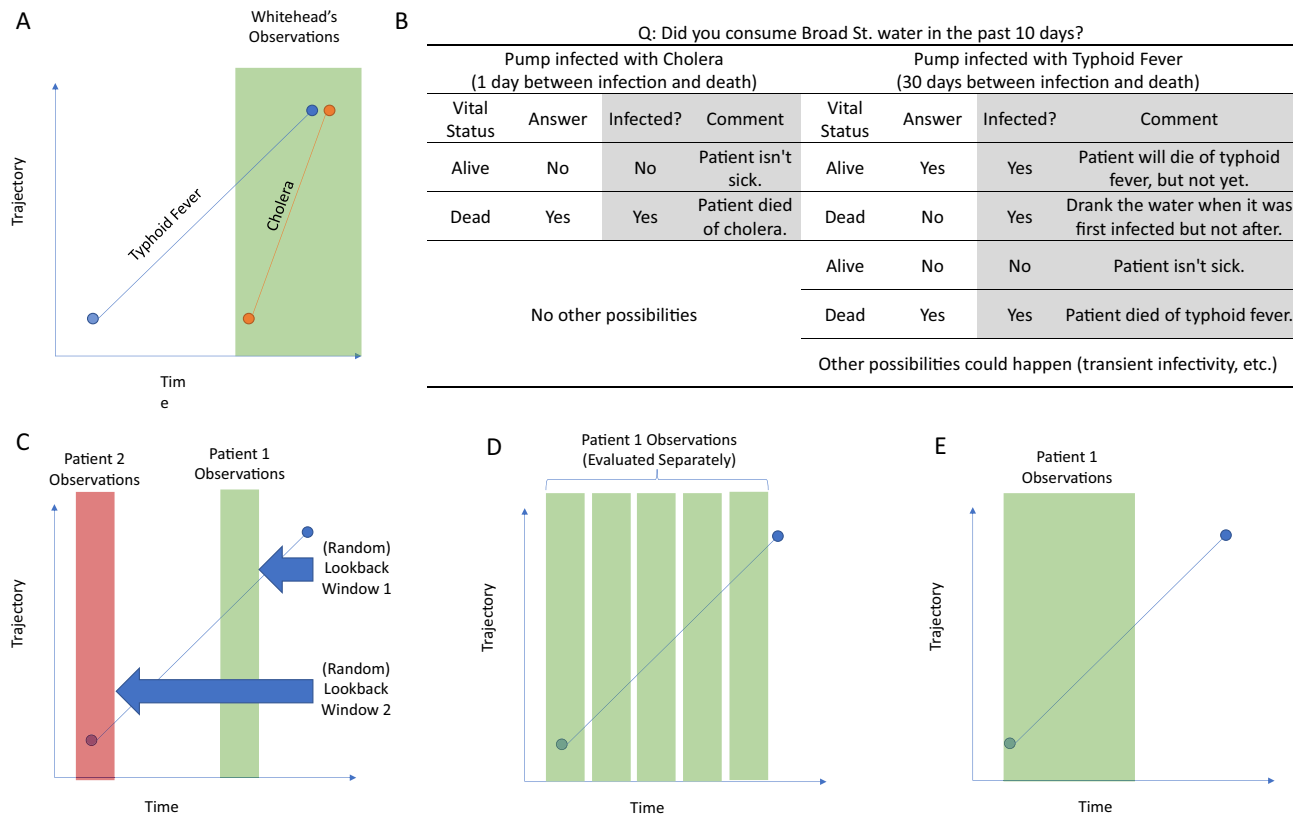 A
Whitehead's
Observations
Trajectory
Typhoid Fever
Cholera
Tim
e
B
Q: Did you consume Broad St. water in the past 10 days?
Pump infected with Cholera
(1 day between infection and death)
Pump infected with Typhoid Fever
(30 days between infection and death)
Vital
Status
Answer
Infected?
Comment
Vital
Status
Answer
Infected?
Comment
Alive
No
No
Patient isn't
sick.
Alive
Yes
Yes
Patient will die of typhoid
fever, but not yet.
Dead
Yes
Yes
Patient died
of cholera.
Dead
No
Yes
Drank the water when it was
first infected but not after.
No other possibilities
Alive
No
No
Patient isn't sick.
Dead
Yes
Yes
Patient died of typhoid fever.
Other possibilities could happen (transient infectivity, etc.)
C
Patient 2
Observations
Patient 1
Observations
Trajectory
(Random)
Lookback
Window 1
(Random)
Lookback
Window 2
Time
D
Patient 1 Observations
(Evaluated Separately)
Trajectory
Time
E
Patient 1
Observations
Trajectory
Time